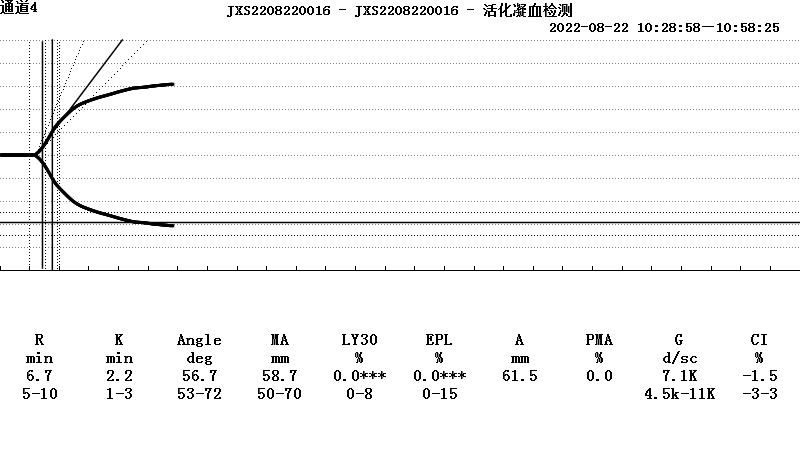 通道4
JXS2208220016 - JXS2208220016 - 活化凝血检测
2022-08-22 10:28:58—10:58:25
R K Angle MA LY30 EPL A PMA G CI
min min deg mm % % mm % d/sc %
6.7 2.2 56.7 58.7 0.0*** 0.0*** 61.5 0.0 7.1K -1.5
5-10 1-3 53-72 50-70 0-8 0-15 4.5k-11K -3-3